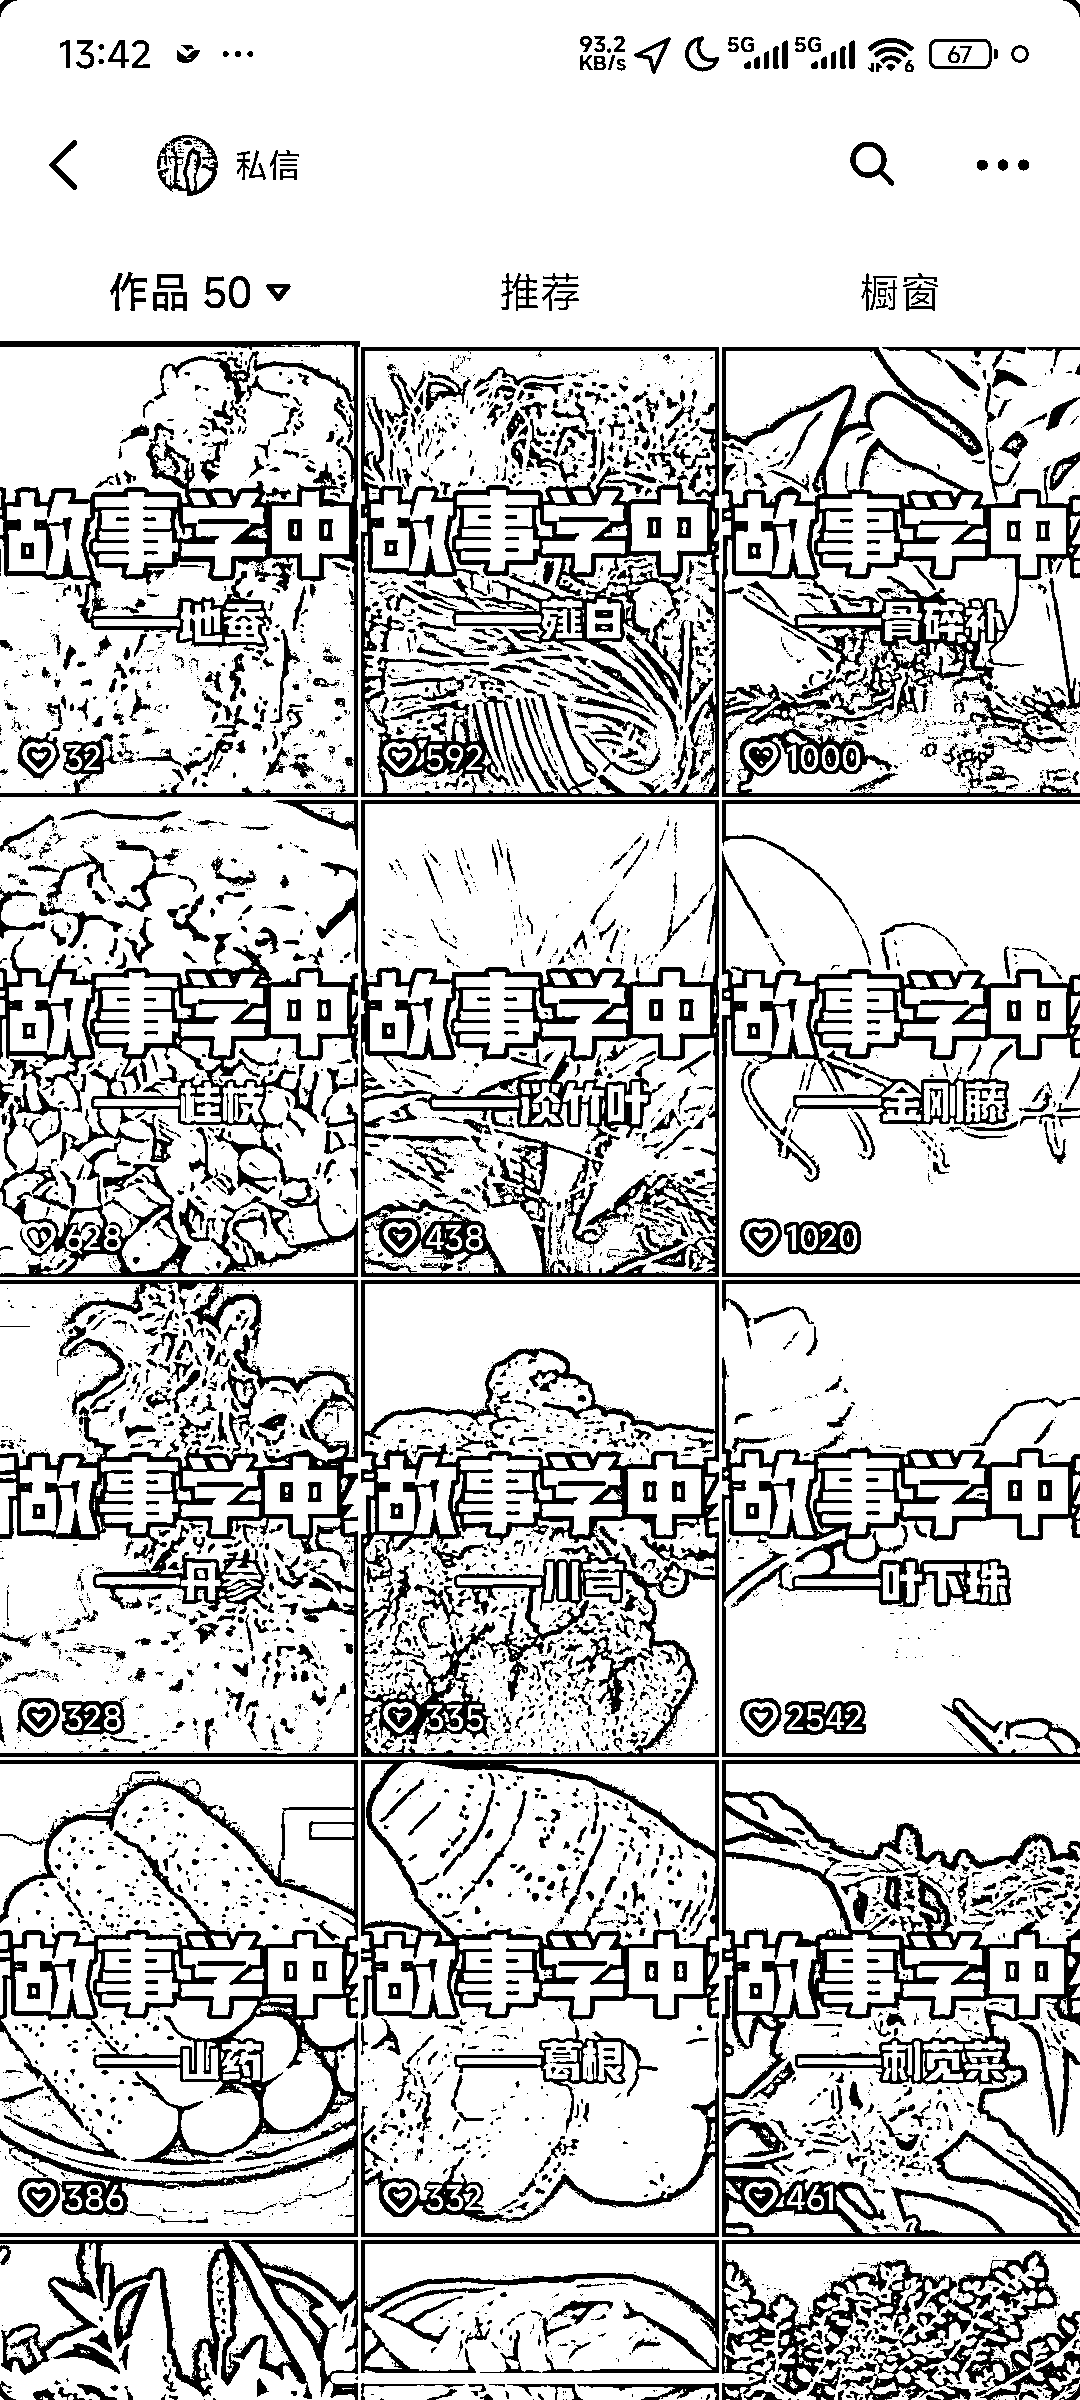 13:42 ...
93.2 KB/s 5G 5G 6 67
私信
作品 50 推荐 橱窗
故事学中 故事学中 故事学中
——地蚕 ——薤白 ——骨碎补
32 592 1000
故事学中 故事学中 故事学中
——桂枝 ——淡竹叶 ——金刚藤
628 438 1020
故事学中 故事学中 故事学中
——丹参 ——川芎 ——叶下珠
328 335 2542
故事学中 故事学中 故事学中
——山药 ——葛根 ——刺苋菜
386 332 461